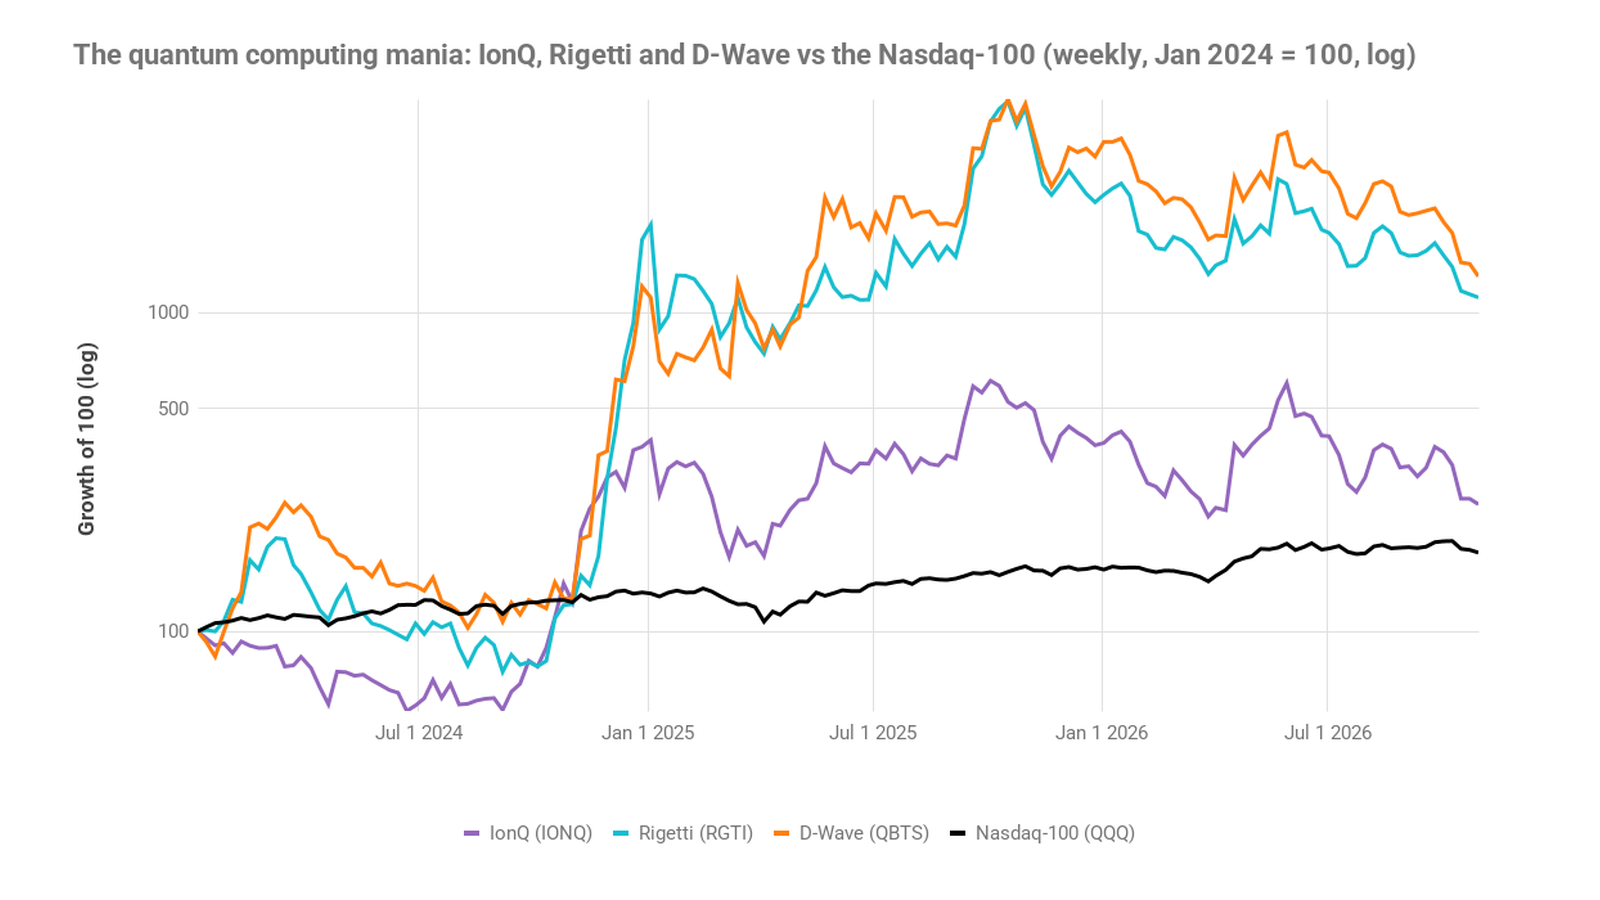 The quantum computing mania: IonQ, Rigetti and D-Wave vs the Nasdaq-100 (weekly, Jan 2024 = 100, log)
Growth of 100 (log)
1000
500
100
Jul 1 2024
Jan 1 2025
Jul 1 2025
Jan 1 2026
Jul 1 2026
IonQ (IONQ)
Rigetti (RGTI)
D-Wave (QBTS)
Nasdaq-100 (QQQ)